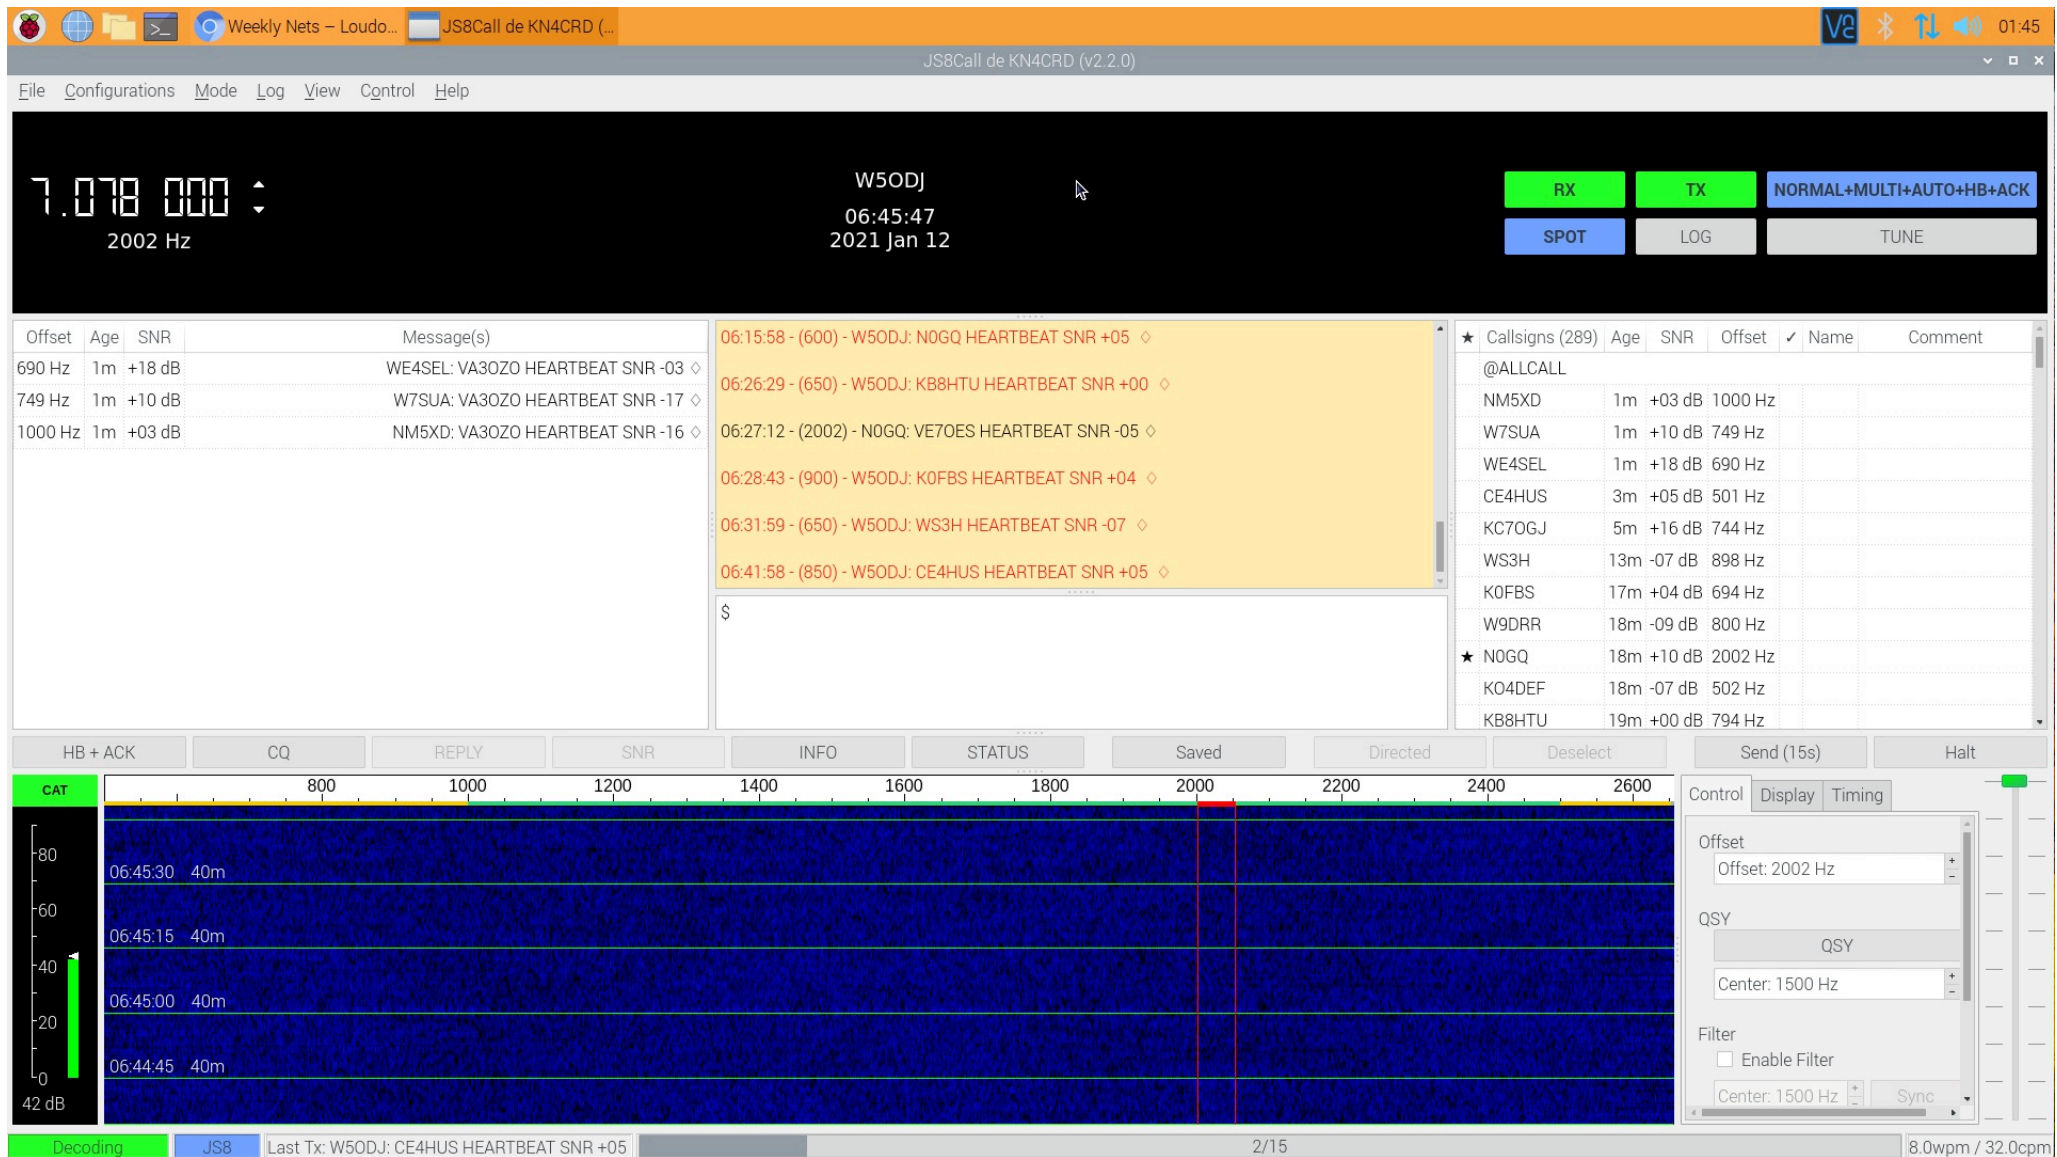 Weekly Nets – Loudo...
JS8Call de KN4CRD (...
01:45
JS8Call de KN4CRD (v2.2.0)
File Configurations Mode Log View Control Help
7.078 000
2002 Hz
W5ODJ
06:45:47
2021 Jan 12
RX TX NORMAL+MULTI+AUTO+HB+ACK
SPOT LOG TUNE
Offset Age SNR Message(s)
690 Hz 1m +18 dB WE4SEL: VA3OZO HEARTBEAT SNR -03 ♢
749 Hz 1m +10 dB W7SUA: VA3OZO HEARTBEAT SNR -17 ♢
1000 Hz 1m +03 dB NM5XD: VA3OZO HEARTBEAT SNR -16 ♢
06:15:58 - (600) - W5ODJ: N0GQ HEARTBEAT SNR +05 ♢
06:26:29 - (650) - W5ODJ: KB8HTU HEARTBEAT SNR +00 ♢
06:27:12 - (2002) - N0GQ: VE7OES HEARTBEAT SNR -05 ♢
06:28:43 - (900) - W5ODJ: K0FBS HEARTBEAT SNR +04 ♢
06:31:59 - (650) - W5ODJ: WS3H HEARTBEAT SNR -07 ♢
06:41:58 - (850) - W5ODJ: CE4HUS HEARTBEAT SNR +05 ♢
$
★ Callsigns (289) Age SNR Offset ✓ Name Comment
@ALLCALL
NM5XD 1m +03 dB 1000 Hz
W7SUA 1m +10 dB 749 Hz
WE4SEL 1m +18 dB 690 Hz
CE4HUS 3m +05 dB 501 Hz
KC7OGJ 5m +16 dB 744 Hz
WS3H 13m -07 dB 898 Hz
K0FBS 17m +04 dB 694 Hz
W9DRR 18m -09 dB 800 Hz
★ N0GQ 18m +10 dB 2002 Hz
KO4DEF 18m -07 dB 502 Hz
KB8HTU 19m +00 dB 794 Hz
HB + ACK CQ REPLY SNR INFO STATUS Saved Directed Deselect Send (15s) Halt
CAT
80
60
40
20
0
42 dB
800 1000 1200 1400 1600 1800 2000 2200 2400 2600
06:45:30 40m
06:45:15 40m
06:45:00 40m
06:44:45 40m
Control Display Timing
Offset
Offset: 2002 Hz
QSY
QSY
Center: 1500 Hz
Filter
Enable Filter
Center: 1500 Hz Sync
Decoding JS8 Last Tx: W5ODJ: CE4HUS HEARTBEAT SNR +05 2/15 8.0wpm / 32.0cpm